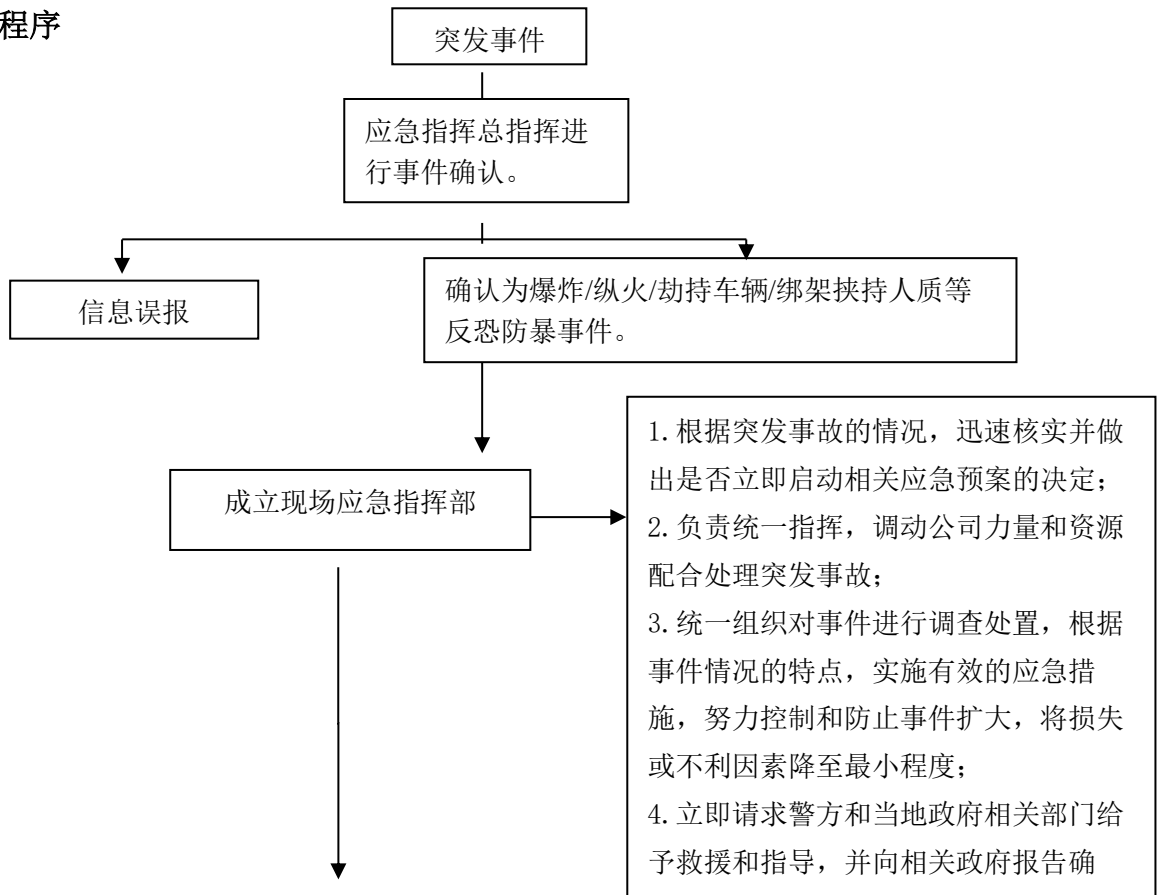 程序
突发事件
应急指挥总指挥进
行事件确认。
信息误报
确认为爆炸/纵火/劫持车辆/绑架挟持人质等
反恐防暴事件。
成立现场应急指挥部
1.根据突发事故的情况，迅速核实并做
出是否立即启动相关应急预案的决定；
2.负责统一指挥，调动公司力量和资源
配合处理突发事故；
3.统一组织对事件进行调查处置，根据
事件情况的特点，实施有效的应急措
施，努力控制和防止事件扩大，将损失
或不利因素降至最小程度；
4.立即请求警方和当地政府相关部门给
予救援和指导，并向相关政府报告确